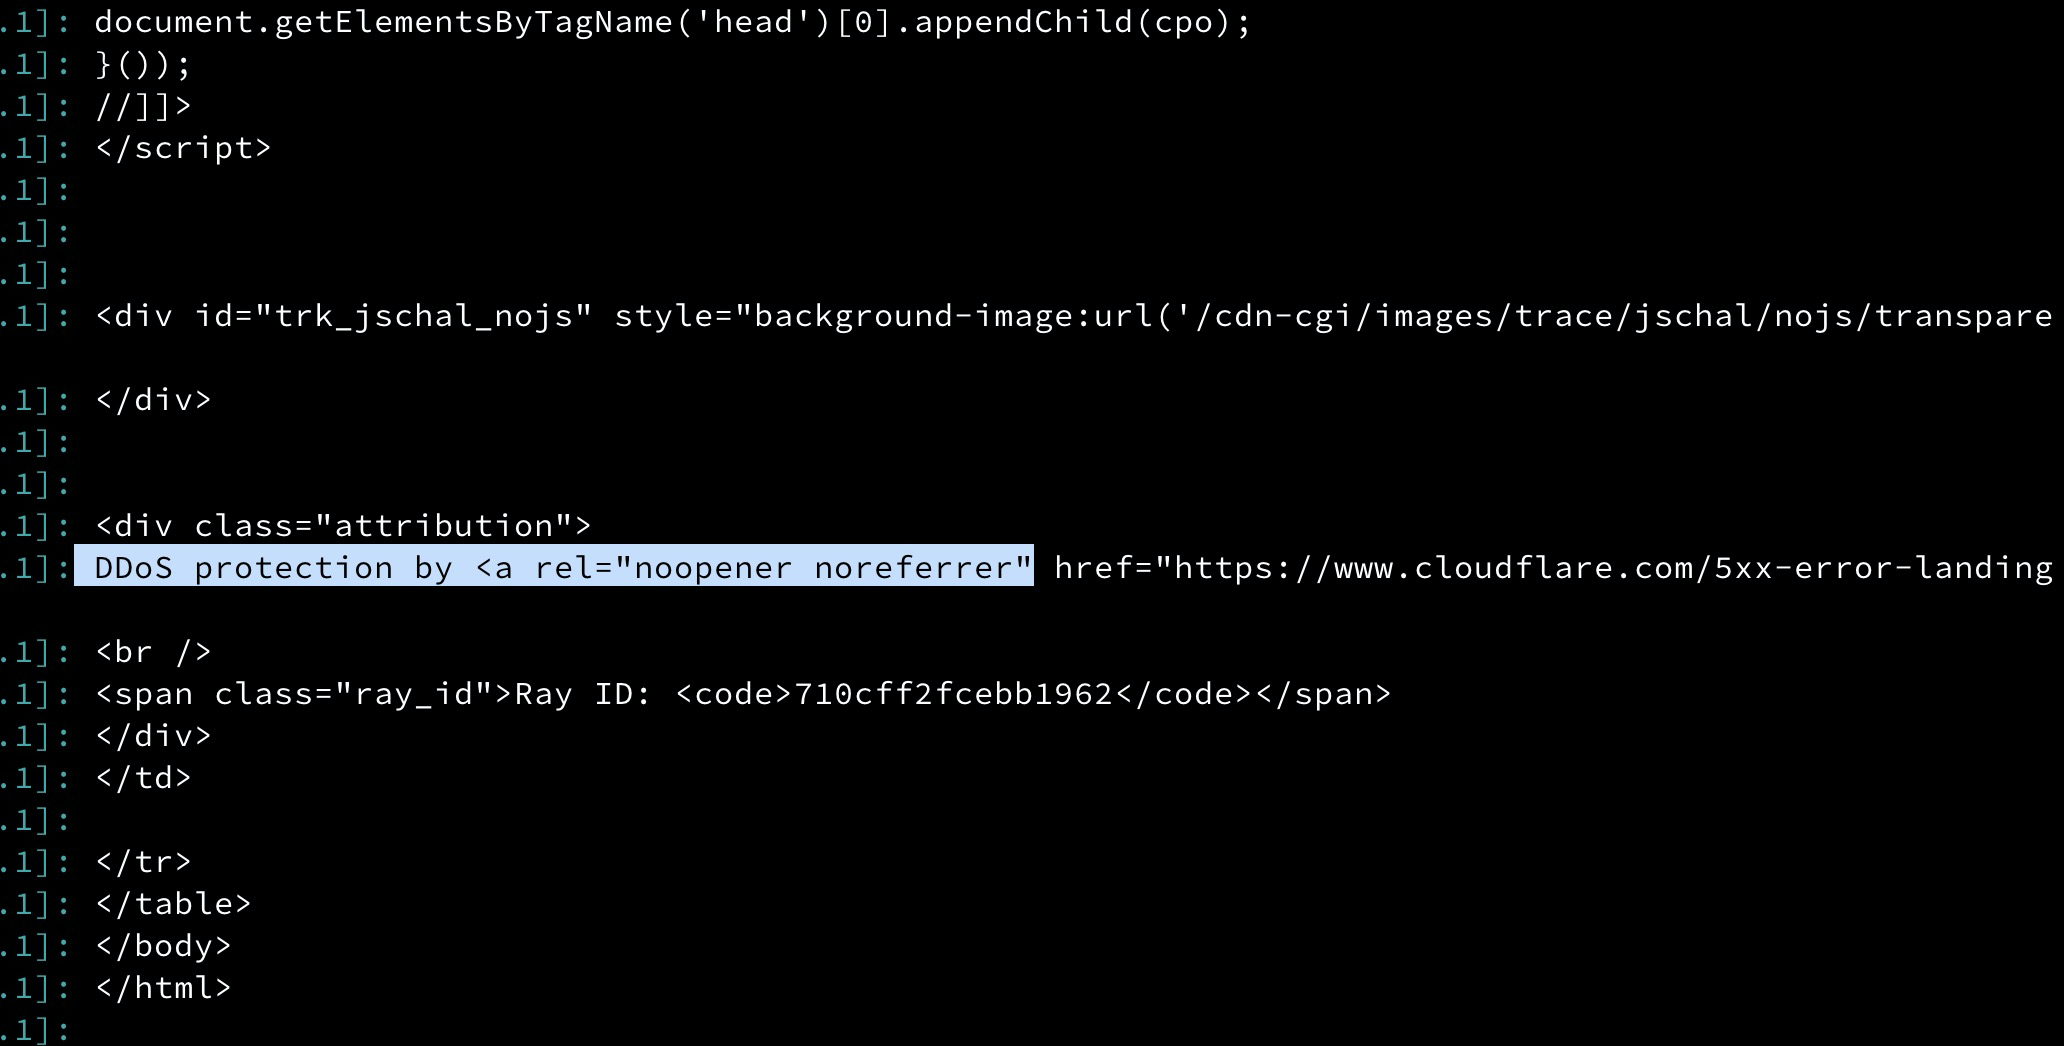 .1]: document.getElementsByTagName('head')[0].appendChild(cpo);
.1]: }());
.1]: //]]>
.1]: </script>
.1]:
.1]:
.1]:
.1]: <div id="trk_jschal_nojs" style="background-image:url('/cdn-cgi/images/trace/jschal/nojs/transpare
.1]: </div>
.1]:
.1]:
.1]: <div class="attribution">
.1]: DDoS protection by <a rel="noopener noreferrer" href="https://www.cloudflare.com/5xx-error-landing
.1]: <br />
.1]: <span class="ray_id">Ray ID: <code>710cff2fcebb1962</code></span>
.1]: </div>
.1]: </td>
.1]:
.1]: </tr>
.1]: </table>
.1]: </body>
.1]: </html>
.1]: